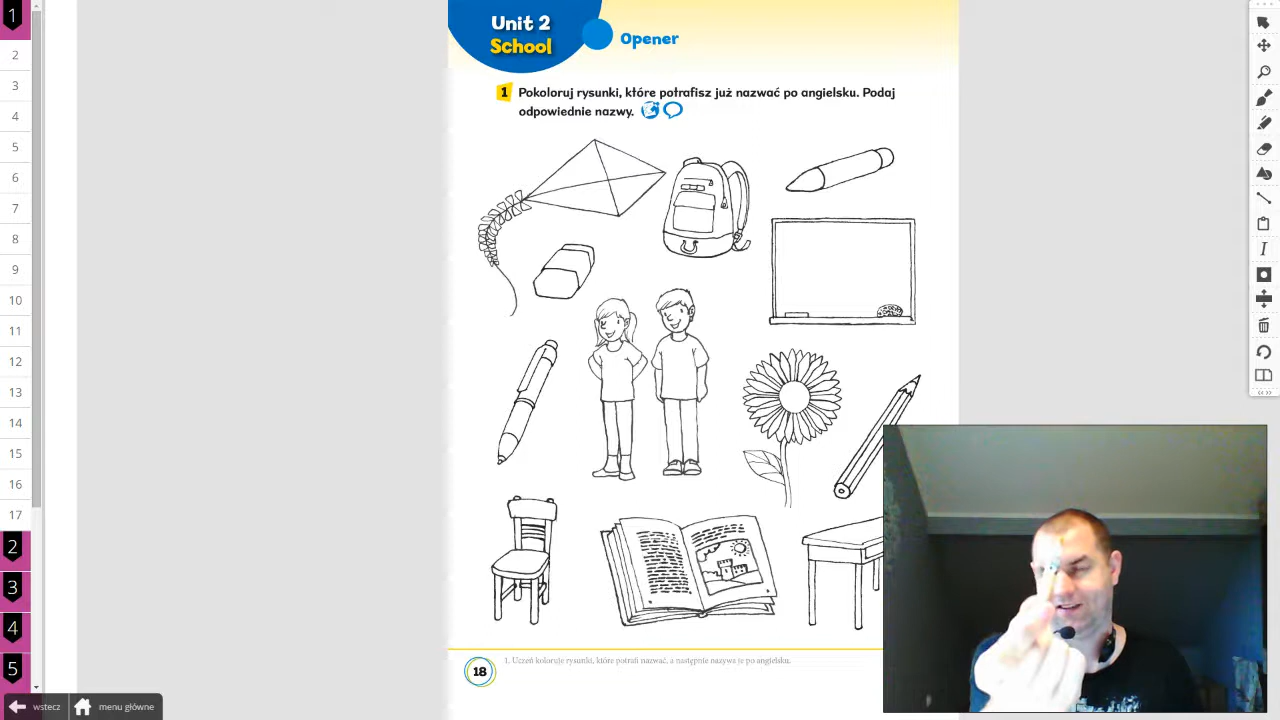 Unit 2
School
Opener
1 Pokoloruj rysunki, które potrafisz już nazwać po angielsku. Podaj
odpowiednie nazwy.
18
1. Uczeń koloruje rysunki, które potrafi nazwać, a następnie nazywa je po angielsku.
1
2
3
5
6
8
9
10
11
12
13
14
15
16
17
2
3
4
5
wstecz
menu główne